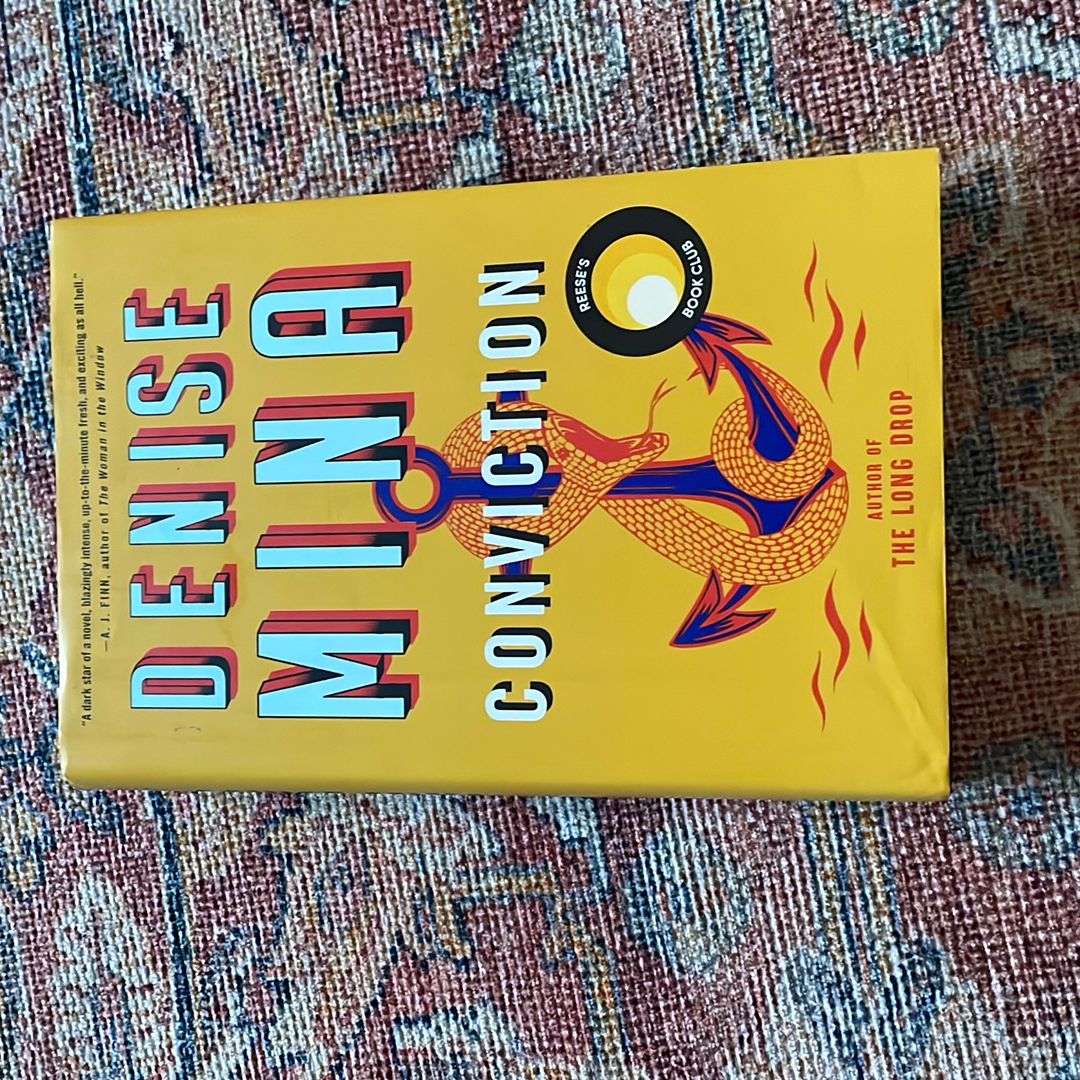 "A dark star of a novel, blazingly intense, up-to-the-minute fresh, and exciting as all hell."
—A. J. FINN, author of The Woman in the Window
DENISE
MINA
CONVICTION
REESE'S
BOOK CLUB
AUTHOR OF
THE LONG DROP